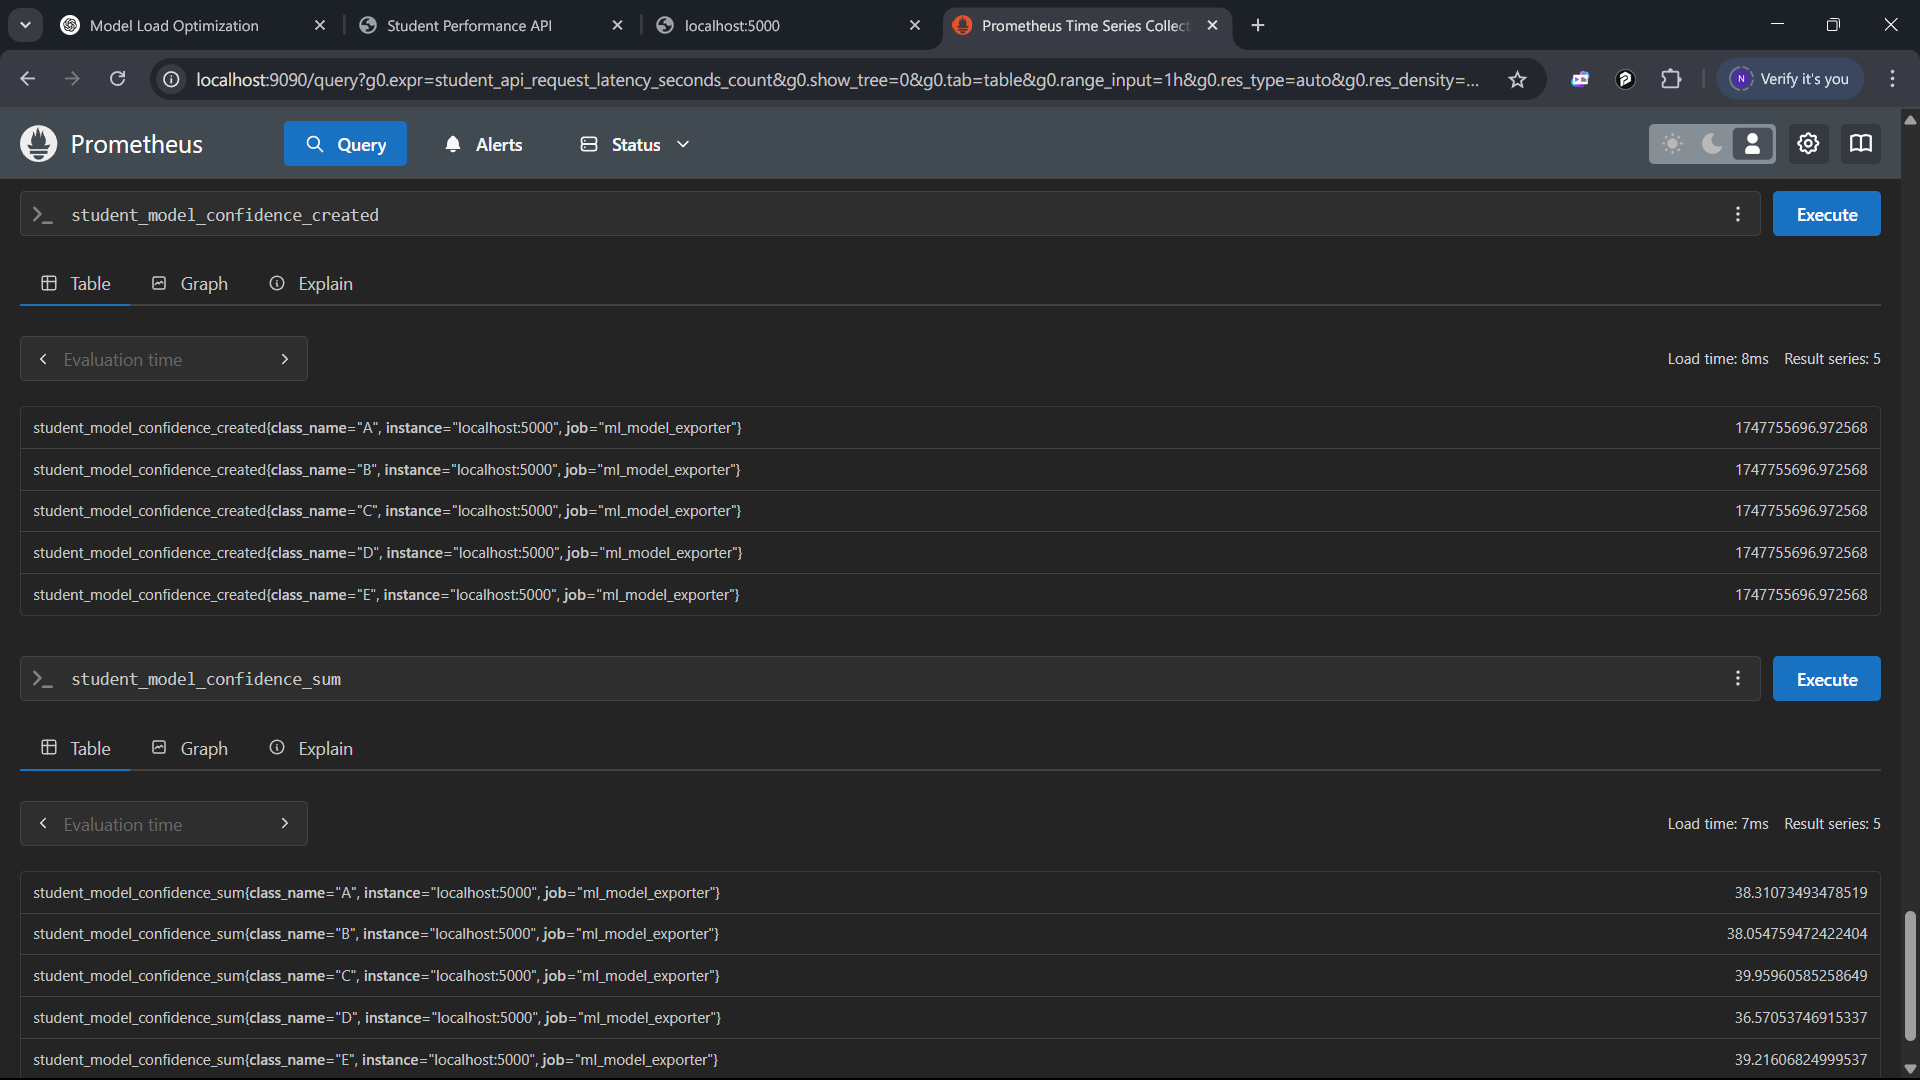 Model Load Optimization
Student Performance API
localhost:5000
Prometheus Time Series Collect
localhost:9090/query?g0.expr=student_api_request_latency_seconds_count&g0.show_tree=0&g0.tab=table&g0.range_input=1h&g0.res_type=auto&g0.res_density=...
N Verify it's you
Prometheus
Query
Alerts
Status
>_ student_model_confidence_created
Execute
Table
Graph
Explain
Evaluation time
Load time: 8ms Result series: 5
student_model_confidence_created{class_name="A", instance="localhost:5000", job="ml_model_exporter"} 1747755696.972568
student_model_confidence_created{class_name="B", instance="localhost:5000", job="ml_model_exporter"} 1747755696.972568
student_model_confidence_created{class_name="C", instance="localhost:5000", job="ml_model_exporter"} 1747755696.972568
student_model_confidence_created{class_name="D", instance="localhost:5000", job="ml_model_exporter"} 1747755696.972568
student_model_confidence_created{class_name="E", instance="localhost:5000", job="ml_model_exporter"} 1747755696.972568
>_ student_model_confidence_sum
Execute
Table
Graph
Explain
Evaluation time
Load time: 7ms Result series: 5
student_model_confidence_sum{class_name="A", instance="localhost:5000", job="ml_model_exporter"} 38.31073493478519
student_model_confidence_sum{class_name="B", instance="localhost:5000", job="ml_model_exporter"} 38.054759472422404
student_model_confidence_sum{class_name="C", instance="localhost:5000", job="ml_model_exporter"} 39.95960585258649
student_model_confidence_sum{class_name="D", instance="localhost:5000", job="ml_model_exporter"} 36.57053746915337
student_model_confidence_sum{class_name="E", instance="localhost:5000", job="ml_model_exporter"} 39.21606824999537